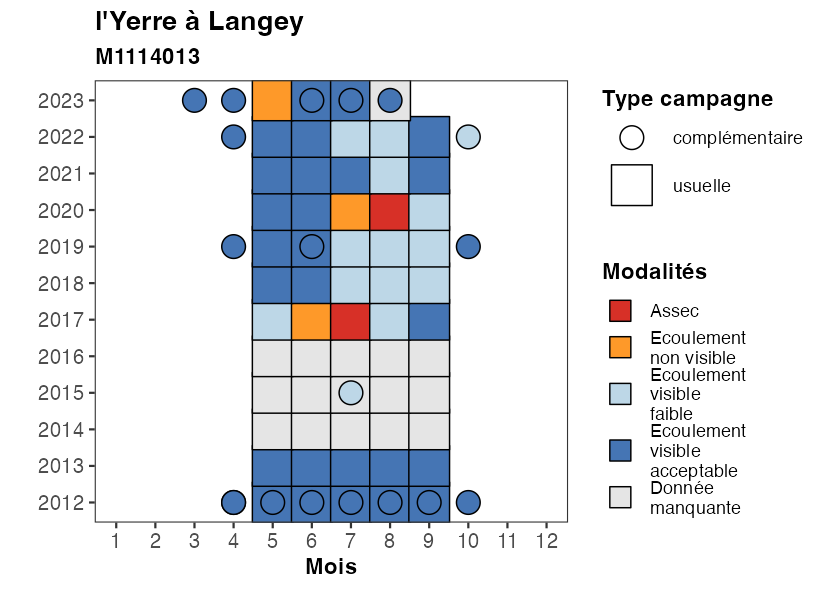 l'Yerre à Langey
M1114013
2023
2022
2021
2020
2019
2018
2017
2016
2015
2014
2013
2012
1 2 3 4 5 6 7 8 9 10 11 12
Mois
Type campagne
complémentaire
usuelle
Modalités
Assec
Ecoulement
non visible
Ecoulement
visible
faible
Ecoulement
visible
acceptable
Donnée
manquante